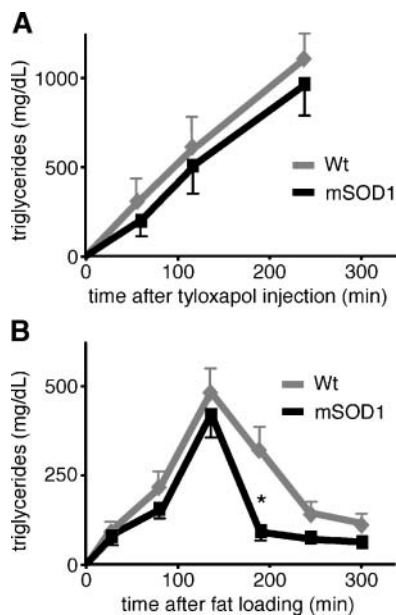 A
triglycerides (mg/dL)
1000
500
0
Wt
mSOD1
0 100 200 300
time after tyloxapol injection (min)
B
triglycerides (mg/dL)
500
250
0
Wt
mSOD1
*
0 100 200 300
time after fat loading (min)